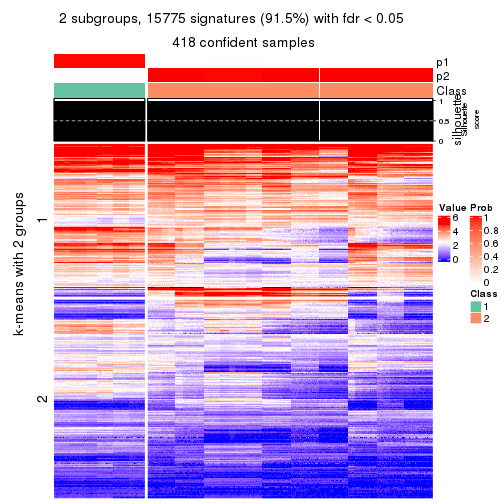 2 subgroups, 15775 signatures (91.5%) with fdr < 0.05
418 confident samples
p1
p2
Class
1
0.5
0
silhouette
Silhouette
score
k-means with 2 groups
1
2
Value
6
4
2
0
Prob
1
0.8
0.6
0.4
0.2
0
Class
1
2